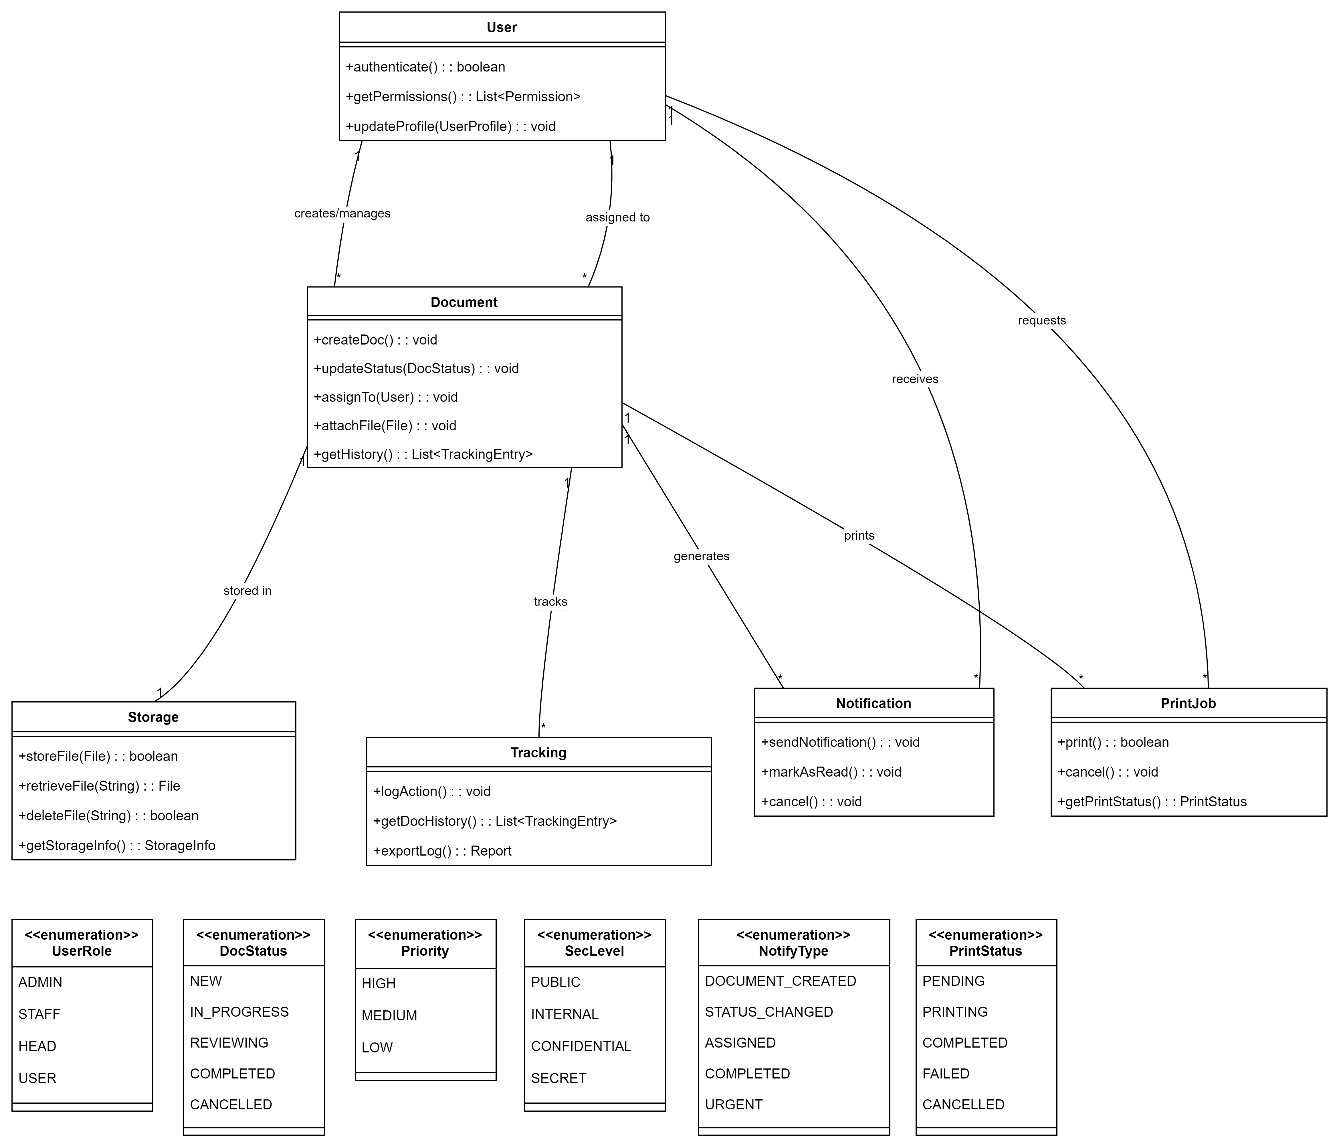 User
+authenticate() : : boolean
+getPermissions() : : List<Permission>
+updateProfile(UserProfile) : : void
1
1
1
1
creates/manages
assigned to
*
*
requests
receives
Document
+createDoc() : : void
+updateStatus(DocStatus) : : void
+assignTo(User) : : void
+attachFile(File) : : void
+getHistory() : : List<TrackingEntry>
1
1
1
1
prints
generates
stored in
tracks
1
*
*
*
*
*
Storage
+storeFile(File) : : boolean
+retrieveFile(String) : : File
+deleteFile(String) : : boolean
+getStorageInfo() : : StorageInfo
Tracking
+logAction() : : void
+getDocHistory() : : List<TrackingEntry>
+exportLog() : : Report
Notification
+sendNotification() : : void
+markAsRead() : : void
+cancel() : : void
PrintJob
+print() : : boolean
+cancel() : : void
+getPrintStatus() : : PrintStatus
<<enumeration>>
UserRole
ADMIN
STAFF
HEAD
USER
<<enumeration>>
DocStatus
NEW
IN_PROGRESS
REVIEWING
COMPLETED
CANCELLED
<<enumeration>>
Priority
HIGH
MEDIUM
LOW
<<enumeration>>
SecLevel
PUBLIC
INTERNAL
CONFIDENTIAL
SECRET
<<enumeration>>
NotifyType
DOCUMENT_CREATED
STATUS_CHANGED
ASSIGNED
COMPLETED
URGENT
<<enumeration>>
PrintStatus
PENDING
PRINTING
COMPLETED
FAILED
CANCELLED